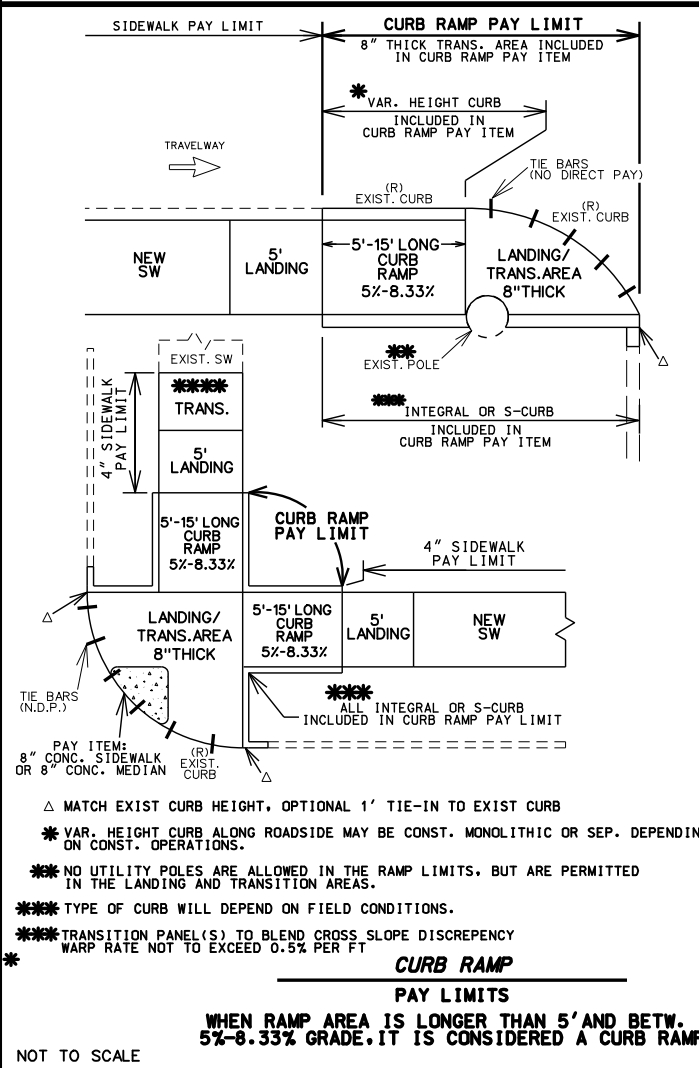 SIDEWALK PAY LIMIT
CURB RAMP PAY LIMIT
8" THICK TRANS. AREA INCLUDED
IN CURB RAMP PAY ITEM
* VAR. HEIGHT CURB
INCLUDED IN
CURB RAMP PAY ITEM
TRAVELWAY
TIE BARS
(NO DIRECT PAY)
(R)
EXIST. CURB
(R)
EXIST. CURB
NEW
SW
5'
LANDING
5'-15' LONG
CURB
RAMP
5%-8.33%
LANDING/
TRANS.AREA
8"THICK
**
EXIST. POLE
△
***
INTEGRAL OR S-CURB
INCLUDED IN
CURB RAMP PAY ITEM
EXIST. SW
****
TRANS.
4" SIDEWALK
PAY LIMIT
5'
LANDING
5'-15' LONG
CURB
RAMP
5%-8.33%
CURB RAMP
PAY LIMIT
4" SIDEWALK
PAY LIMIT
△
LANDING/
TRANS.AREA
8"THICK
5'-15' LONG
CURB
RAMP
5%-8.33%
5'
LANDING
NEW
SW
TIE BARS
(N.D.P.)
***
ALL INTEGRAL OR S-CURB
INCLUDED IN CURB RAMP PAY LIMIT
PAY ITEM:
8" CONC. SIDEWALK
OR 8" CONC. MEDIAN
(R)
EXIST.
CURB
△
△ MATCH EXIST CURB HEIGHT, OPTIONAL 1' TIE-IN TO EXIST CURB
* VAR. HEIGHT CURB ALONG ROADSIDE MAY BE CONST. MONOLITHIC OR SEP. DEPENDIN
ON CONST. OPERATIONS.
** NO UTILITY POLES ARE ALLOWED IN THE RAMP LIMITS, BUT ARE PERMITTED
IN THE LANDING AND TRANSITION AREAS.
*** TYPE OF CURB WILL DEPEND ON FIELD CONDITIONS.
*** TRANSITION PANEL(S) TO BLEND CROSS SLOPE DISCREPENCY
WARP RATE NOT TO EXCEED 0.5% PER FT
*
CURB RAMP
PAY LIMITS
WHEN RAMP AREA IS LONGER THAN 5' AND BETW.
5%-8.33% GRADE, IT IS CONSIDERED A CURB RAMP
NOT TO SCALE